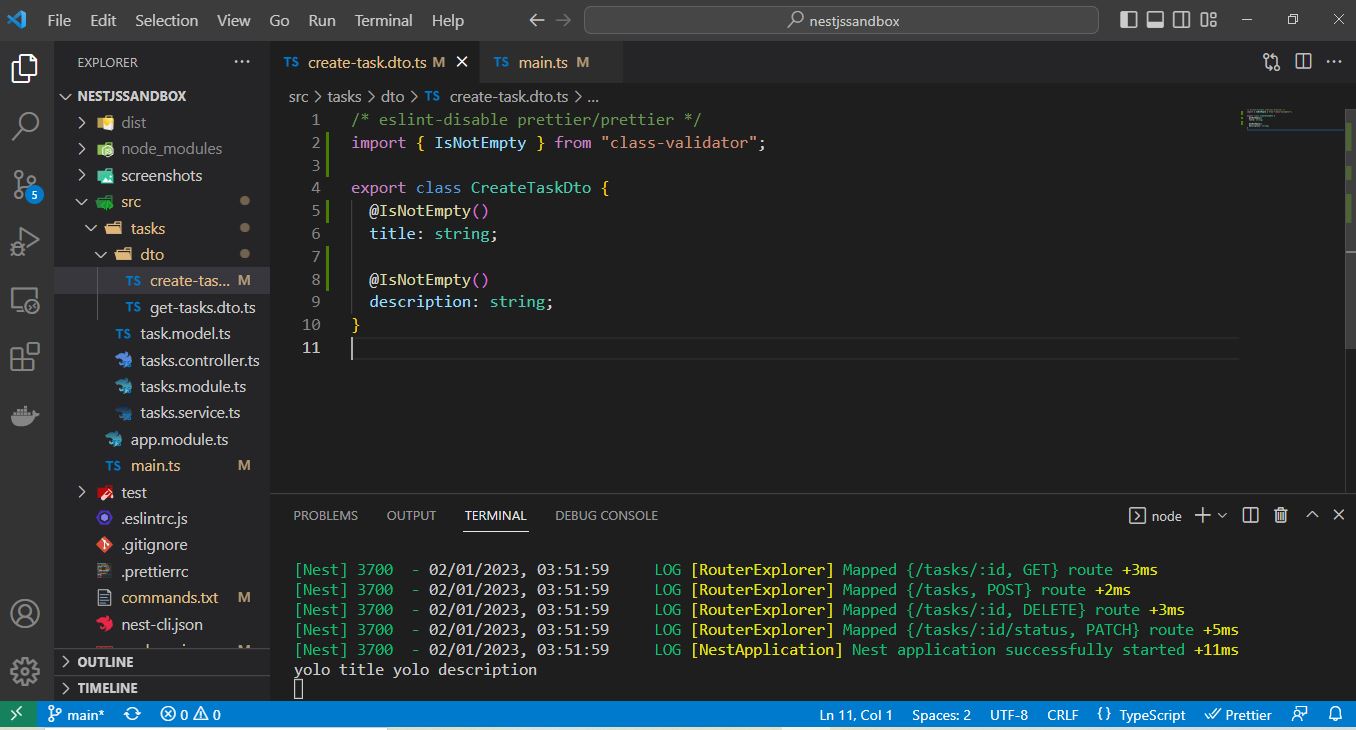 File Edit Selection View Go Run Terminal Help nestjssandbox
EXPLORER
NESTJSSANDBOX
dist
node_modules
screenshots
src
tasks
dto
TS create-tas... M
TS get-tasks.dto.ts
TS task.model.ts
tasks.controller.ts
tasks.module.ts
tasks.service.ts
app.module.ts
TS main.ts M
test
.eslintrc.js
.gitignore
.prettierrc
commands.txt M
nest-cli.json
OUTLINE
TIMELINE
5
TS create-task.dto.ts M TS main.ts M
src > tasks > dto > TS create-task.dto.ts > ...
1 /* eslint-disable prettier/prettier */
2 import { IsNotEmpty } from "class-validator";
3
4 export class CreateTaskDto {
5 @IsNotEmpty()
6 title: string;
7
8 @IsNotEmpty()
9 description: string;
10 }
11
PROBLEMS OUTPUT TERMINAL DEBUG CONSOLE node
[Nest] 3700 - 02/01/2023, 03:51:59 LOG [RouterExplorer] Mapped {/tasks/:id, GET} route +3ms
[Nest] 3700 - 02/01/2023, 03:51:59 LOG [RouterExplorer] Mapped {/tasks, POST} route +2ms
[Nest] 3700 - 02/01/2023, 03:51:59 LOG [RouterExplorer] Mapped {/tasks/:id, DELETE} route +3ms
[Nest] 3700 - 02/01/2023, 03:51:59 LOG [RouterExplorer] Mapped {/tasks/:id/status, PATCH} route +5ms
[Nest] 3700 - 02/01/2023, 03:51:59 LOG [NestApplication] Nest application successfully started +11ms
yolo title yolo description
main* 0 0 Ln 11, Col 1 Spaces: 2 UTF-8 CRLF {} TypeScript Prettier